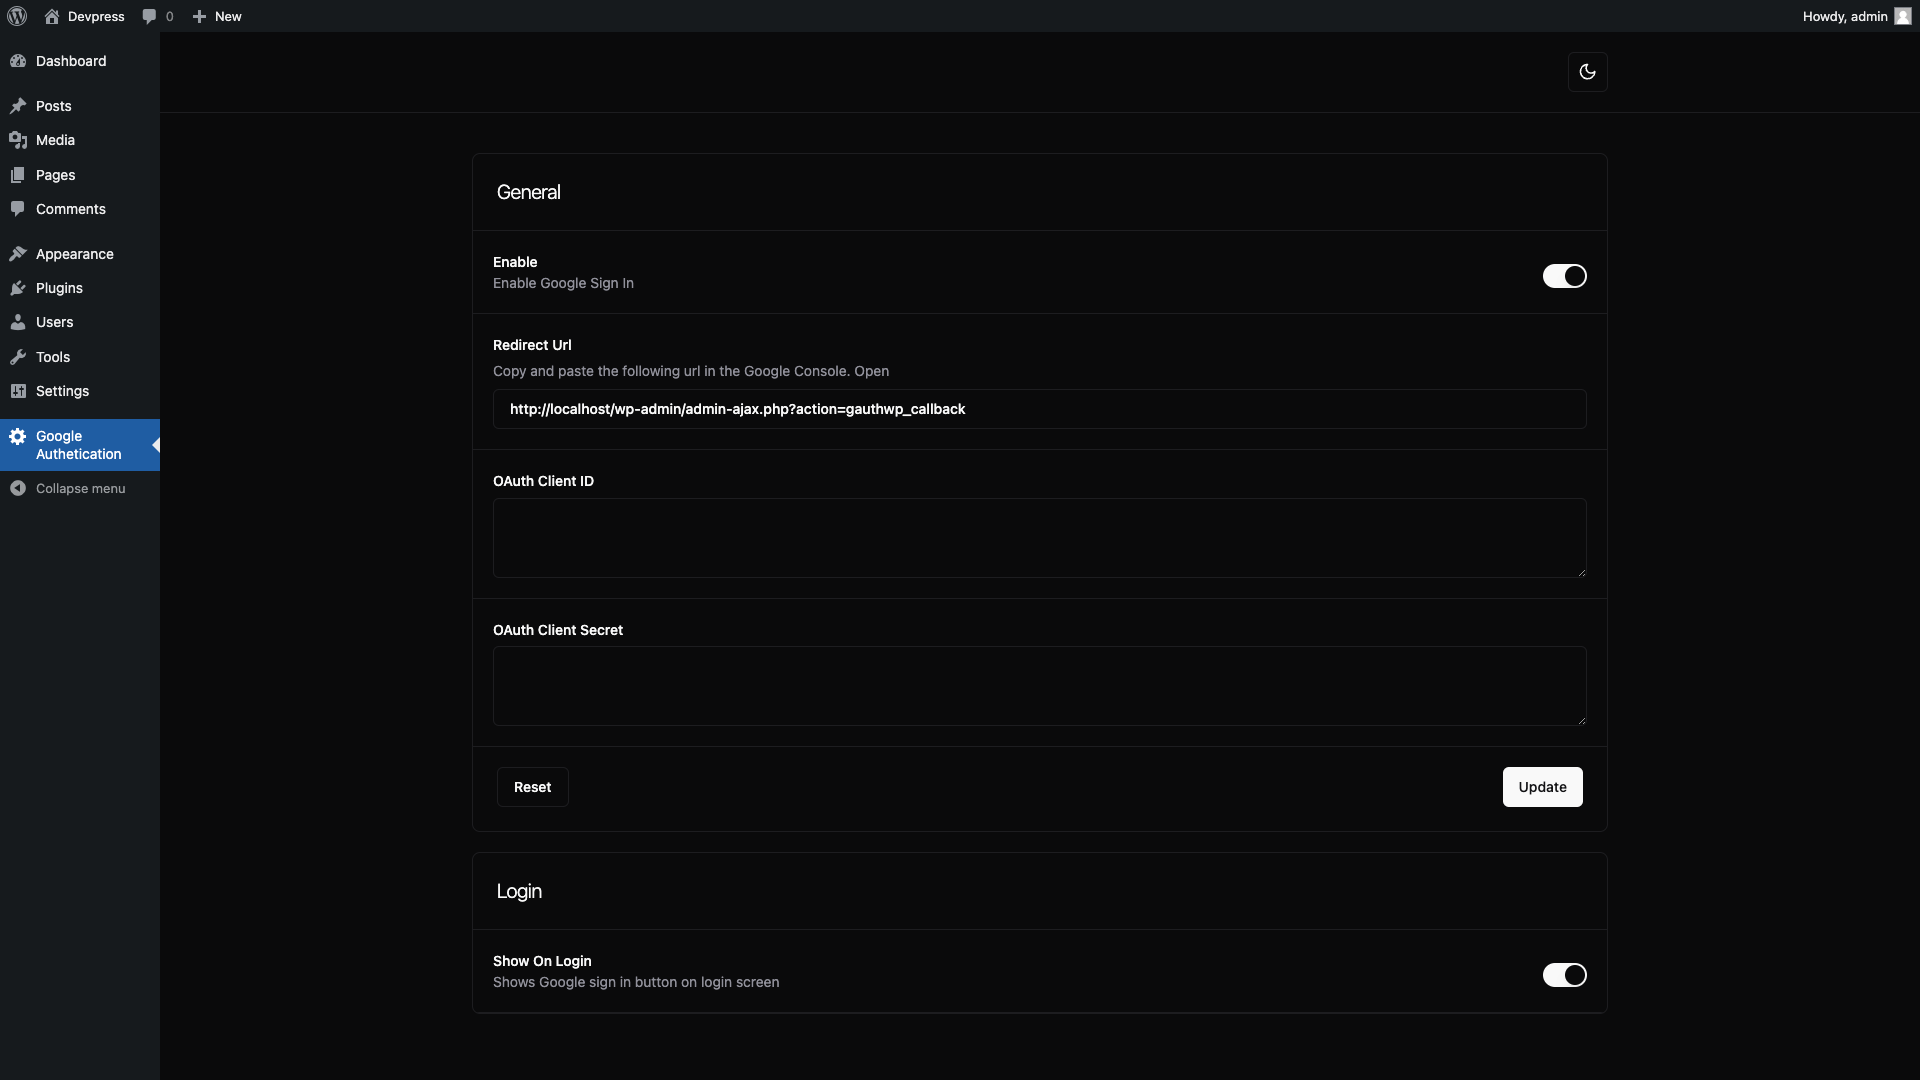 Devpress 0 New Howdy, admin
Dashboard
Posts
Media
Pages
Comments
Appearance
Plugins
Users
Tools
Settings
Google
Authetication
Collapse menu
General
Enable
Enable Google Sign In
Redirect Url
Copy and paste the following url in the Google Console. Open
http://localhost/wp-admin/admin-ajax.php?action=gauthwp_callback
OAuth Client ID
OAuth Client Secret
Reset Update
Login
Show On Login
Shows Google sign in button on login screen